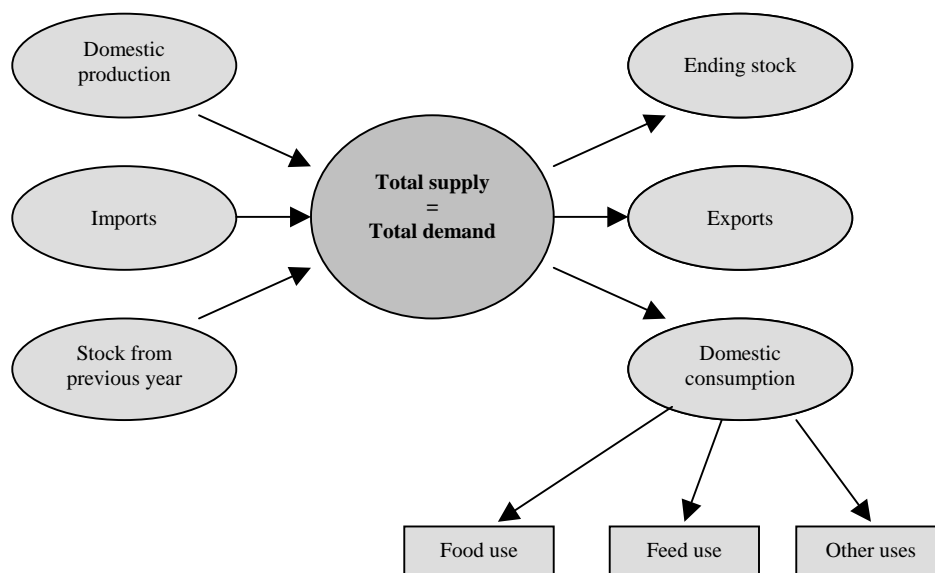 Domestic
production
Ending stock
Total supply
=
Total demand
Imports
Exports
Stock from
previous year
Domestic
consumption
Food use
Feed use
Other uses